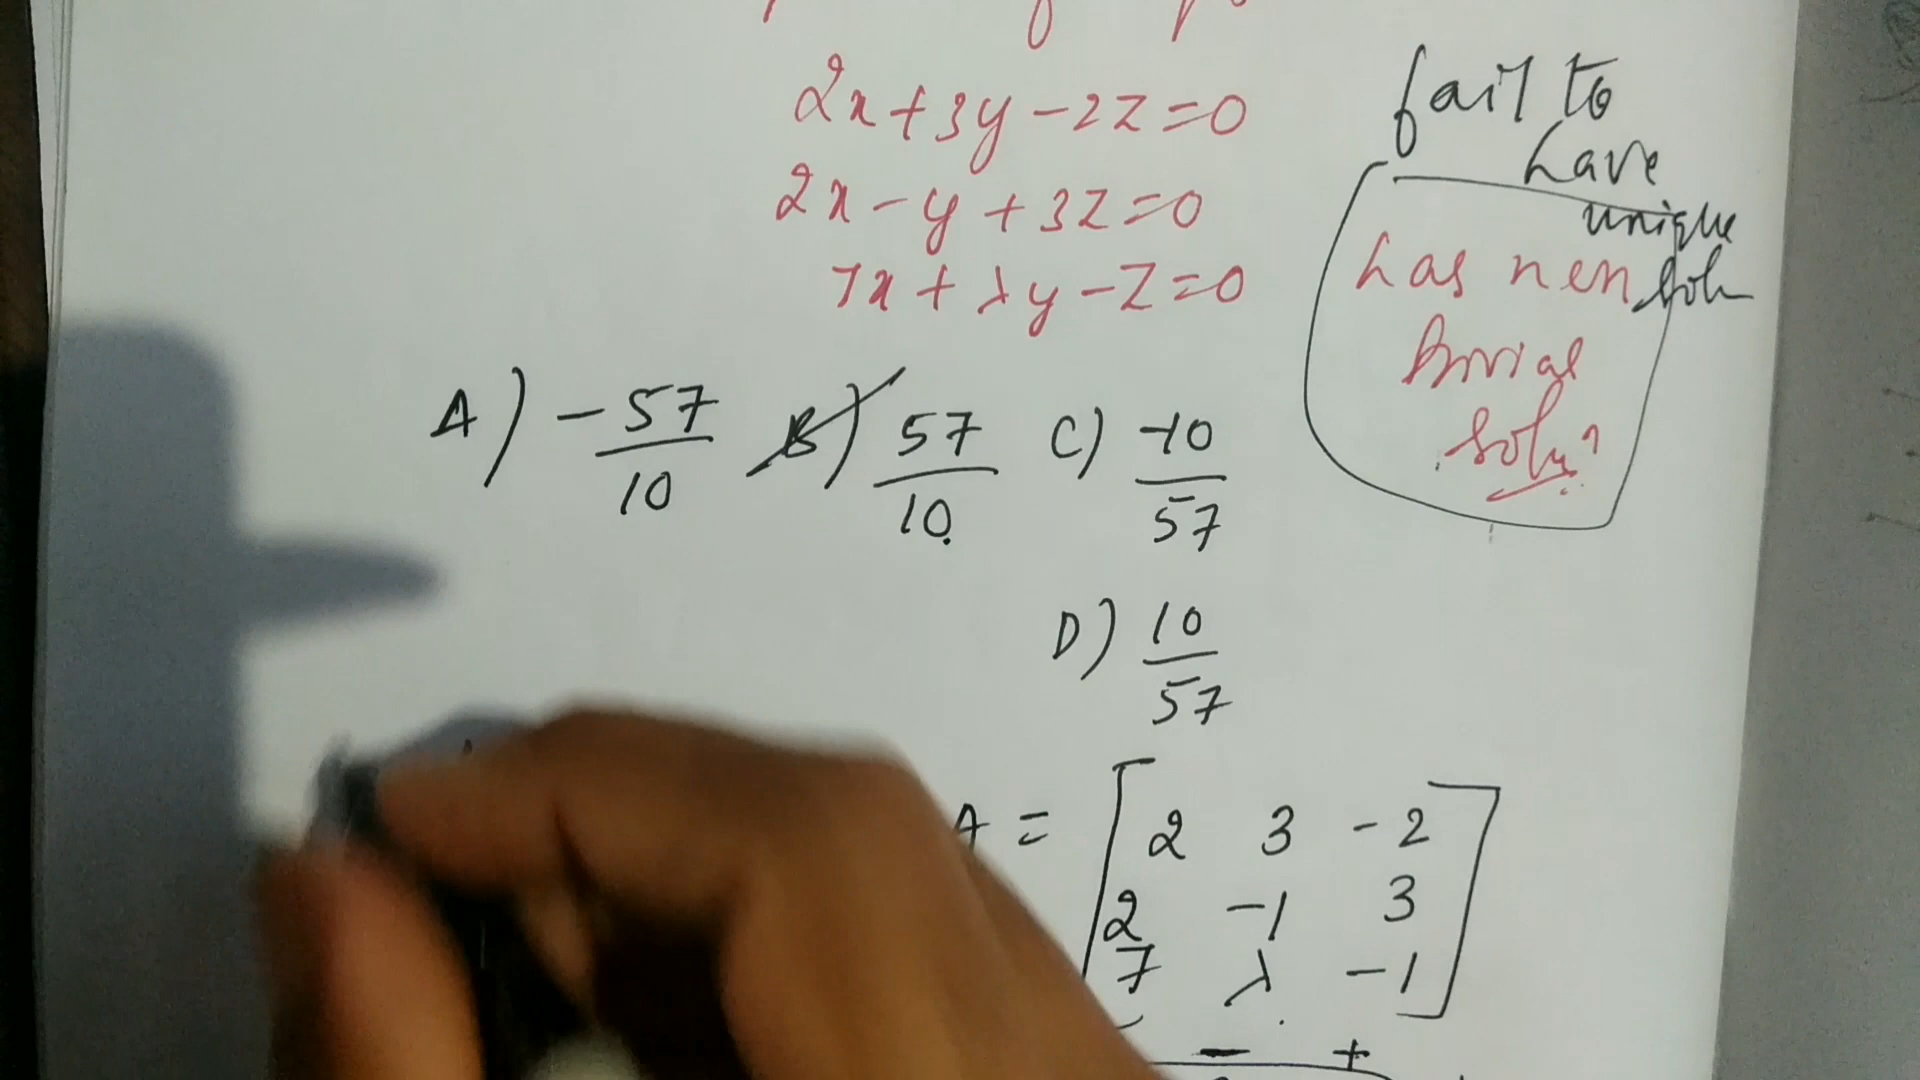 2x+3y-2z=0
2x-y+3z=0
7x+λy-z=0
fail to
have
unique
soln
has non
trivial
solu?
A) -57/10 B) 57/10 C) -10/57
D) 10/57
A = [2 3 -2
2 -1 3
7 λ -1]
- +